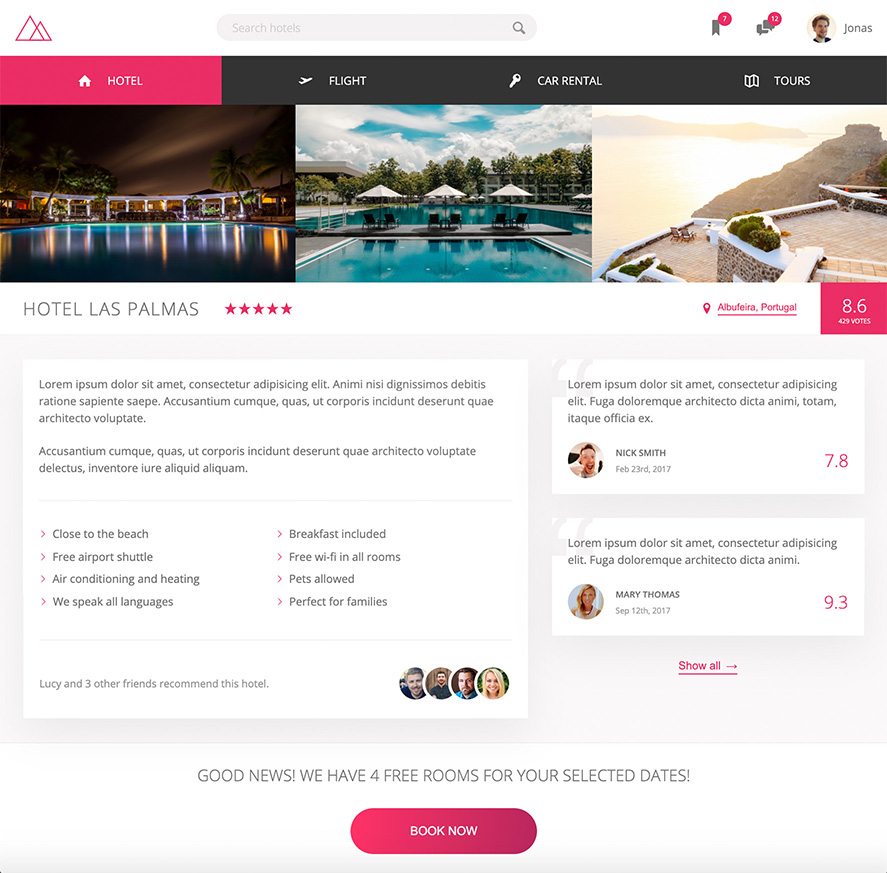 Search hotels
7
12
Jonas
HOTEL
FLIGHT
CAR RENTAL
TOURS
HOTEL LAS PALMAS
Albufeira, Portugal
8.6
429 VOTES
Lorem ipsum dolor sit amet, consectetur adipisicing elit. Animi nisi dignissimos debitis
ratione sapiente saepe. Accusantium cumque, quas, ut corporis incidunt deserunt quae
architecto voluptate.
Accusantium cumque, quas, ut corporis incidunt deserunt quae architecto voluptate
delectus, inventore iure aliquid aliquam.
Close to the beach
Free airport shuttle
Air conditioning and heating
We speak all languages
Breakfast included
Free wi-fi in all rooms
Pets allowed
Perfect for families
Lucy and 3 other friends recommend this hotel.
“
Lorem ipsum dolor sit amet, consectetur adipisicing
elit. Fuga doloremque architecto dicta animi, totam,
itaque officia ex.
NICK SMITH
Feb 23rd, 2017
7.8
“
Lorem ipsum dolor sit amet, consectetur adipisicing
elit. Fuga doloremque architecto dicta animi.
MARY THOMAS
Sep 12th, 2017
9.3
Show all →
GOOD NEWS! WE HAVE 4 FREE ROOMS FOR YOUR SELECTED DATES!
BOOK NOW